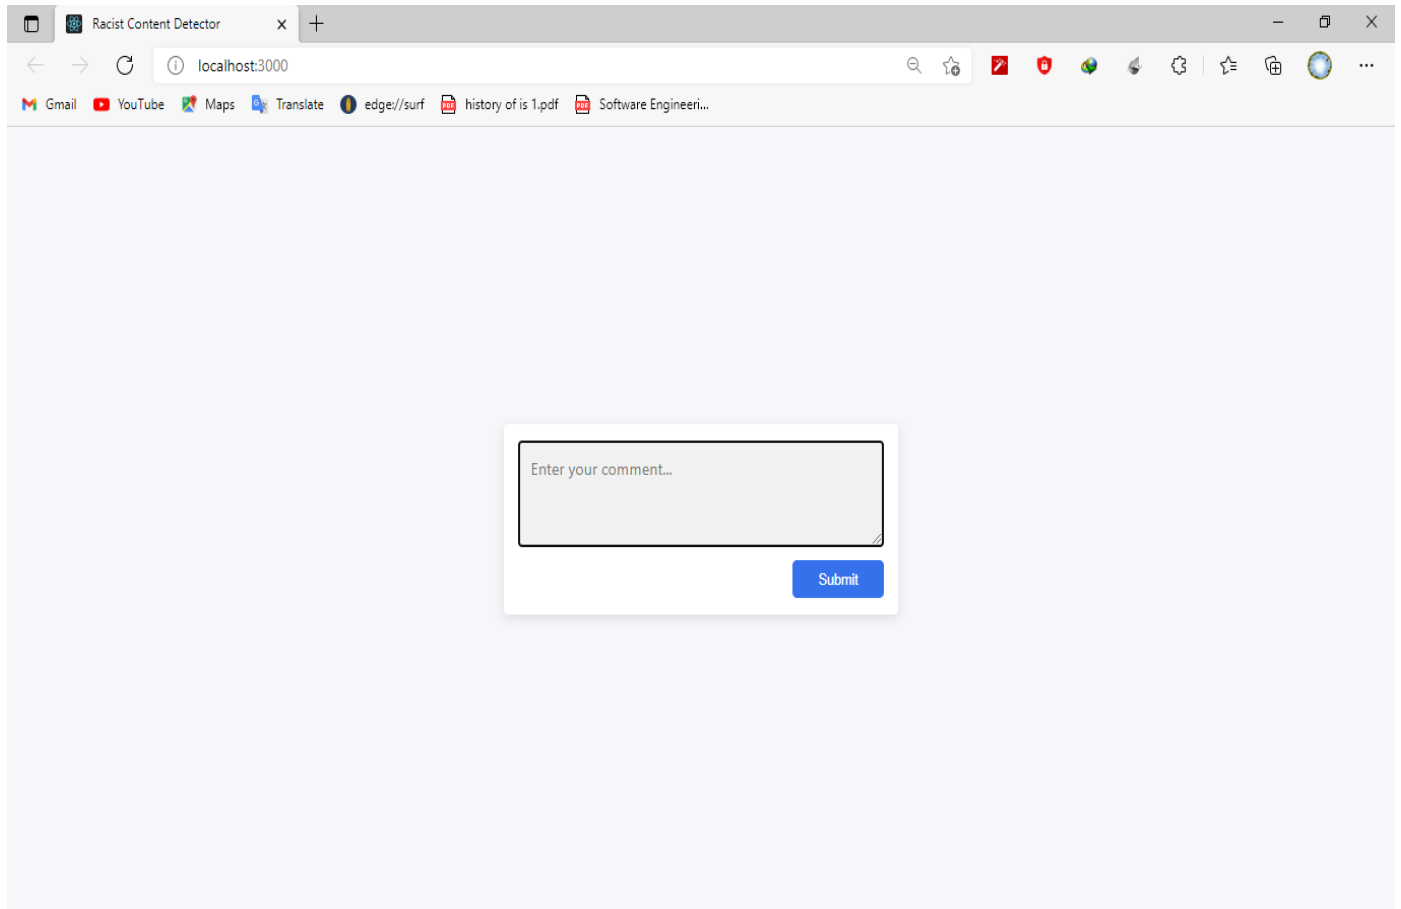 Racist Content Detector
localhost:3000
Gmail YouTube Maps Translate edge://surf history of is 1.pdf Software Engineeri...
Enter your comment...
Submit